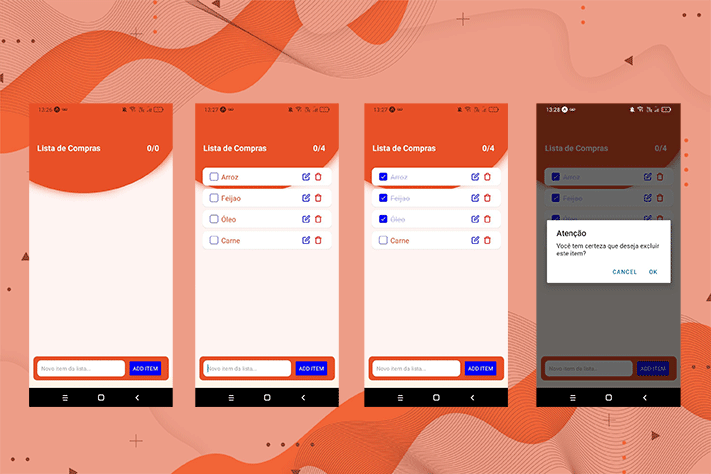 13:26
Lista de Compras 0/0
Novo item da lista...
ADD ITEM
13:27
Lista de Compras 0/4
Arroz
Feijao
Óleo
Carne
Novo item da lista...
ADD ITEM
13:27
Lista de Compras 0/4
Arroz
Feijao
Óleo
Carne
Novo item da lista...
ADD ITEM
13:28
Lista de Compras 0/4
Arroz
Feijao
Óleo
Atenção
Você tem certeza que deseja excluir
este item?
CANCEL OK
Novo item da lista...
ADD ITEM